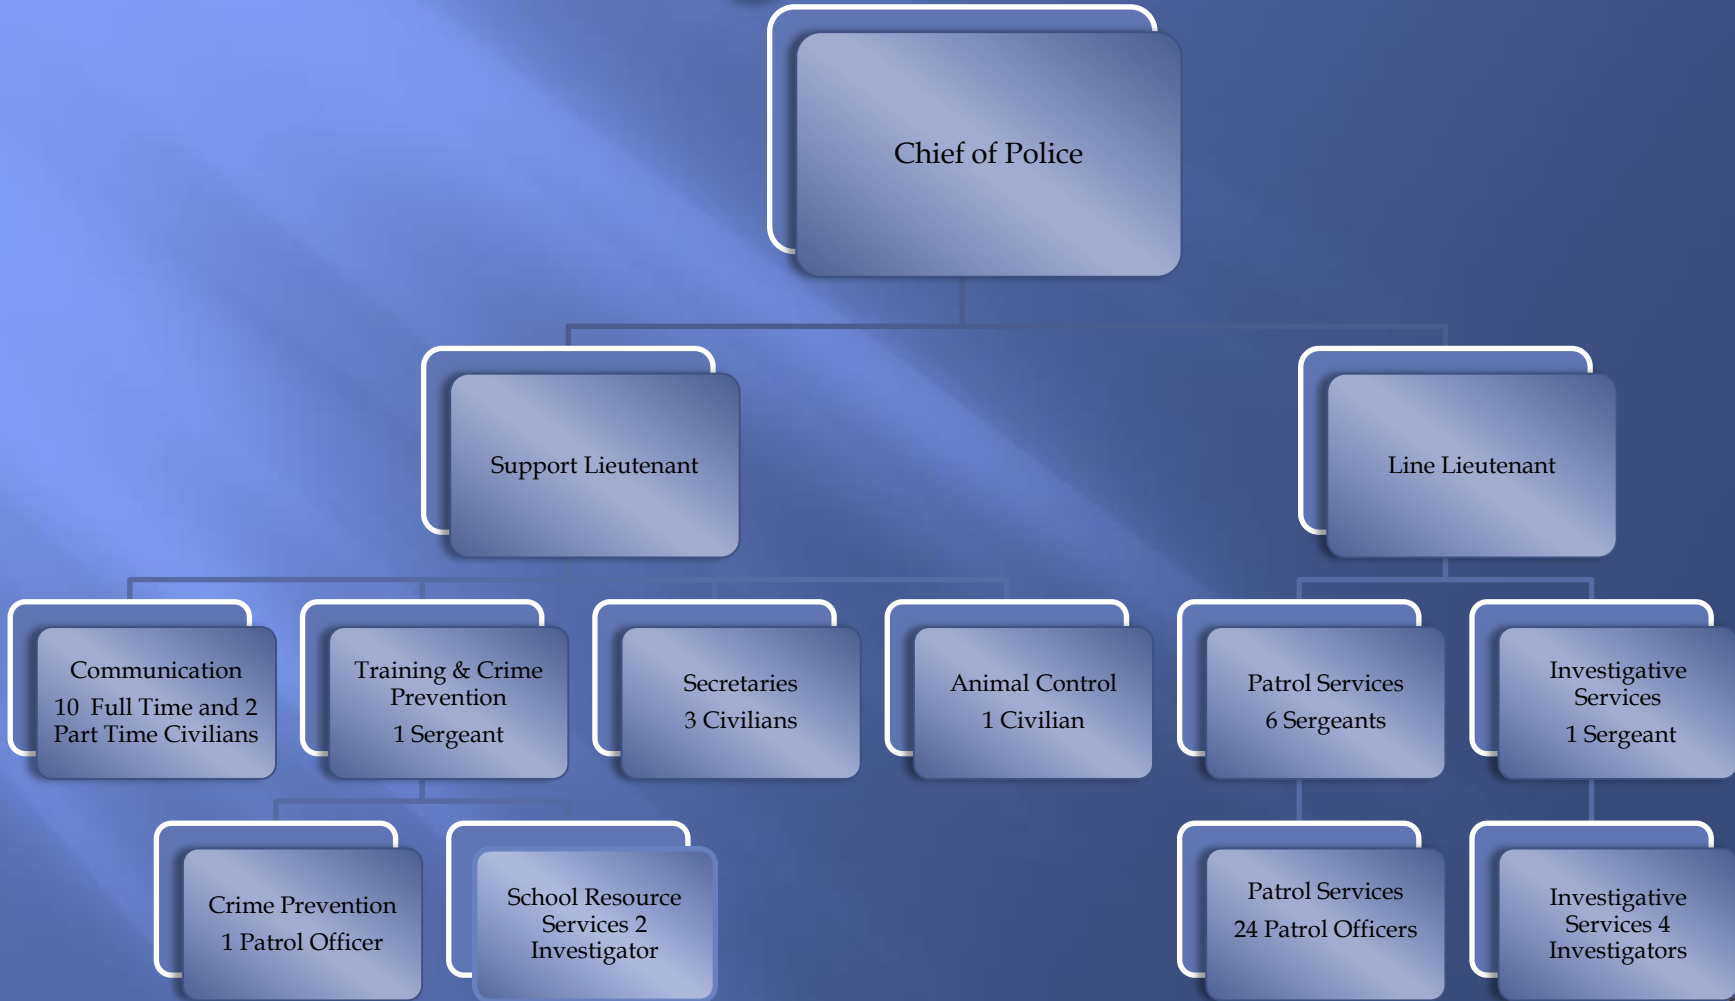 Chief of Police
Support Lieutenant
Line Lieutenant
Communication
10 Full Time and 2
Part Time Civilians
Training & Crime
Prevention
1 Sergeant
Secretaries
3 Civilians
Animal Control
1 Civilian
Patrol Services
6 Sergeants
Investigative
Services
1 Sergeant
Crime Prevention
1 Patrol Officer
School Resource
Services 2
Investigator
Patrol Services
24 Patrol Officers
Investigative
Services 4
Investigators